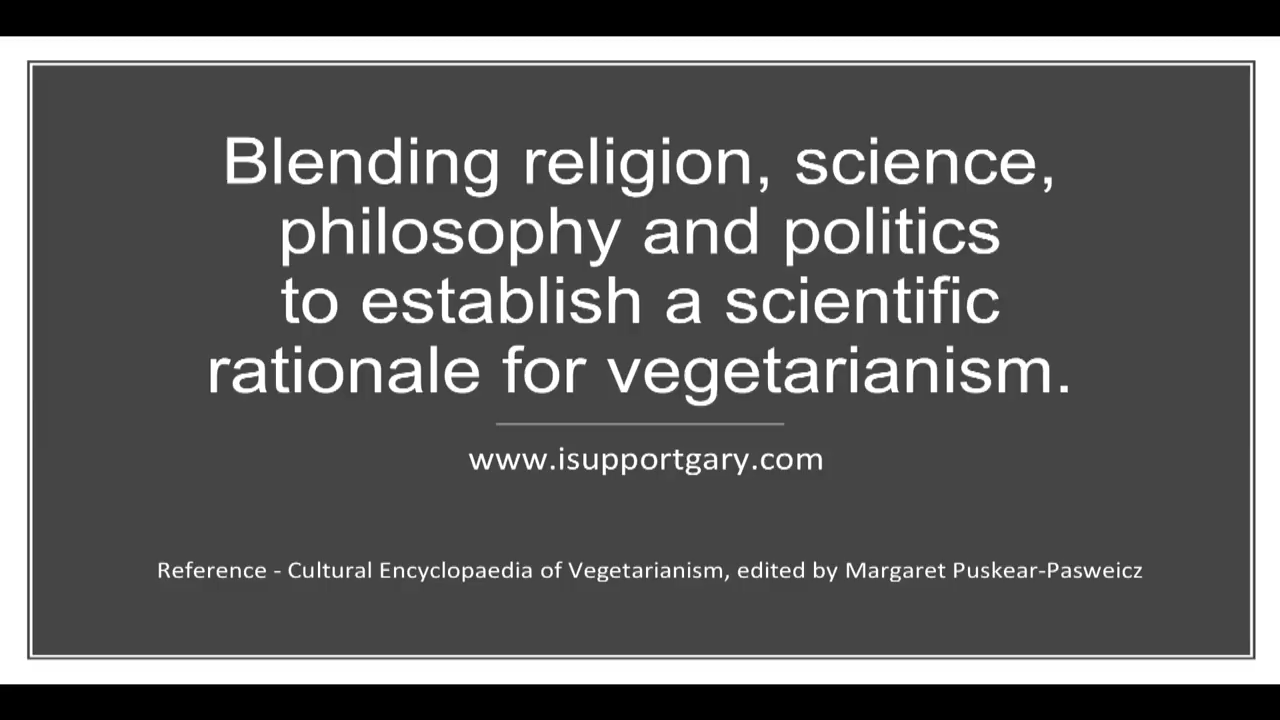 Blending religion, science,
philosophy and politics
to establish a scientific
rationale for vegetarianism.
www.isupportgary.com
Reference - Cultural Encyclopaedia of Vegetarianism, edited by Margaret Puskear-Pasweicz